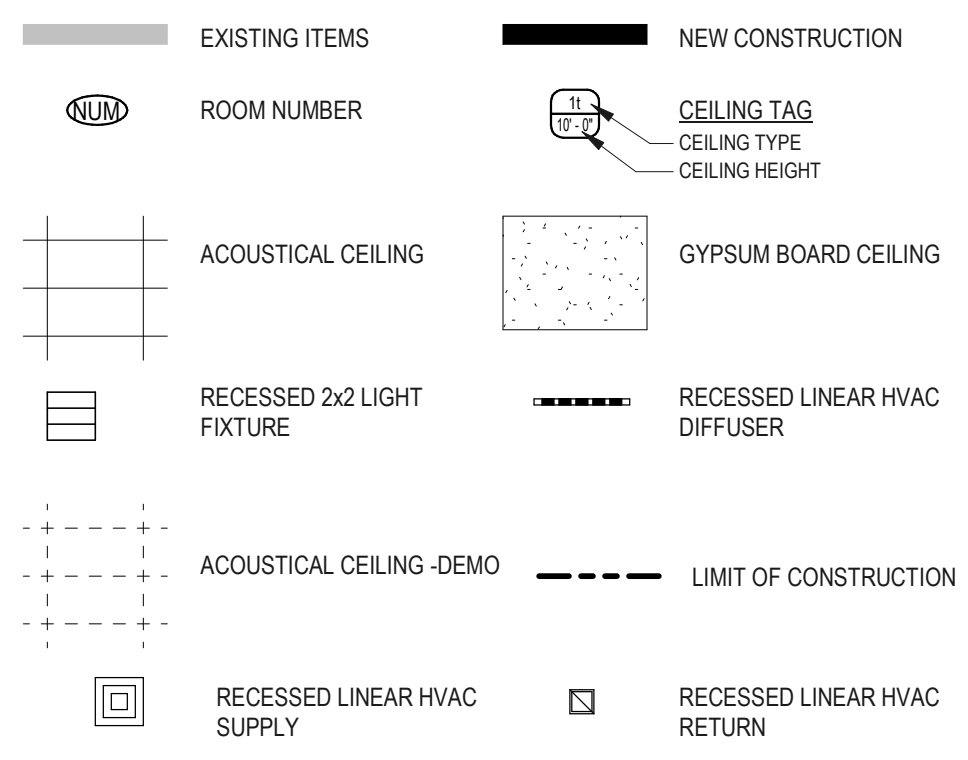 EXISTING ITEMS
NEW CONSTRUCTION
NUM
ROOM NUMBER
1t
10' - 0"
CEILING TAG
CEILING TYPE
CEILING HEIGHT
ACOUSTICAL CEILING
GYPSUM BOARD CEILING
RECESSED 2x2 LIGHT
FIXTURE
RECESSED LINEAR HVAC
DIFFUSER
ACOUSTICAL CEILING -DEMO
LIMIT OF CONSTRUCTION
RECESSED LINEAR HVAC
SUPPLY
RECESSED LINEAR HVAC
RETURN